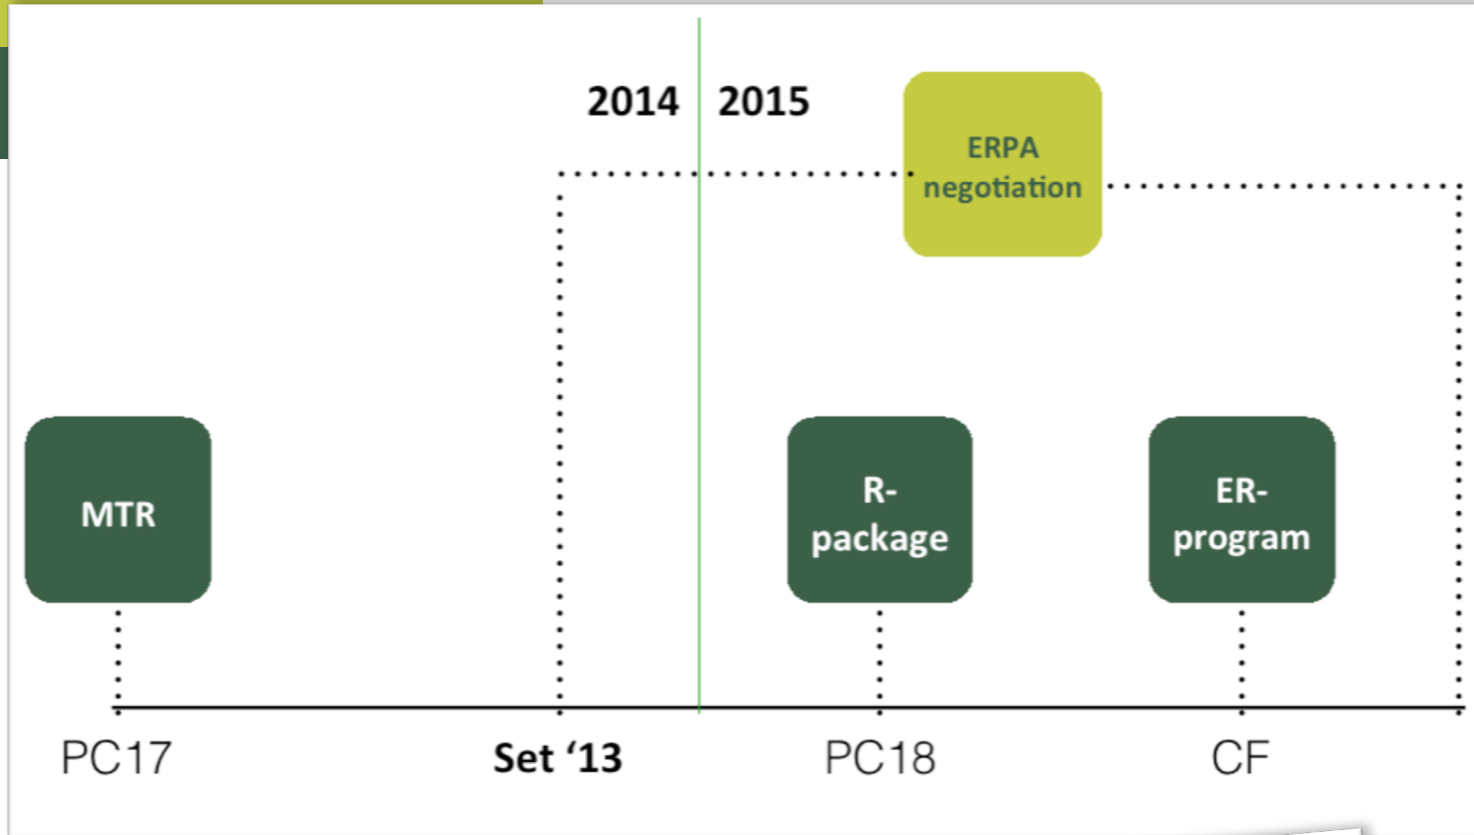 2014 2015
ERPA
negotiation
MTR
R-
package
ER-
program
PC17 Set ‘13 PC18 CF